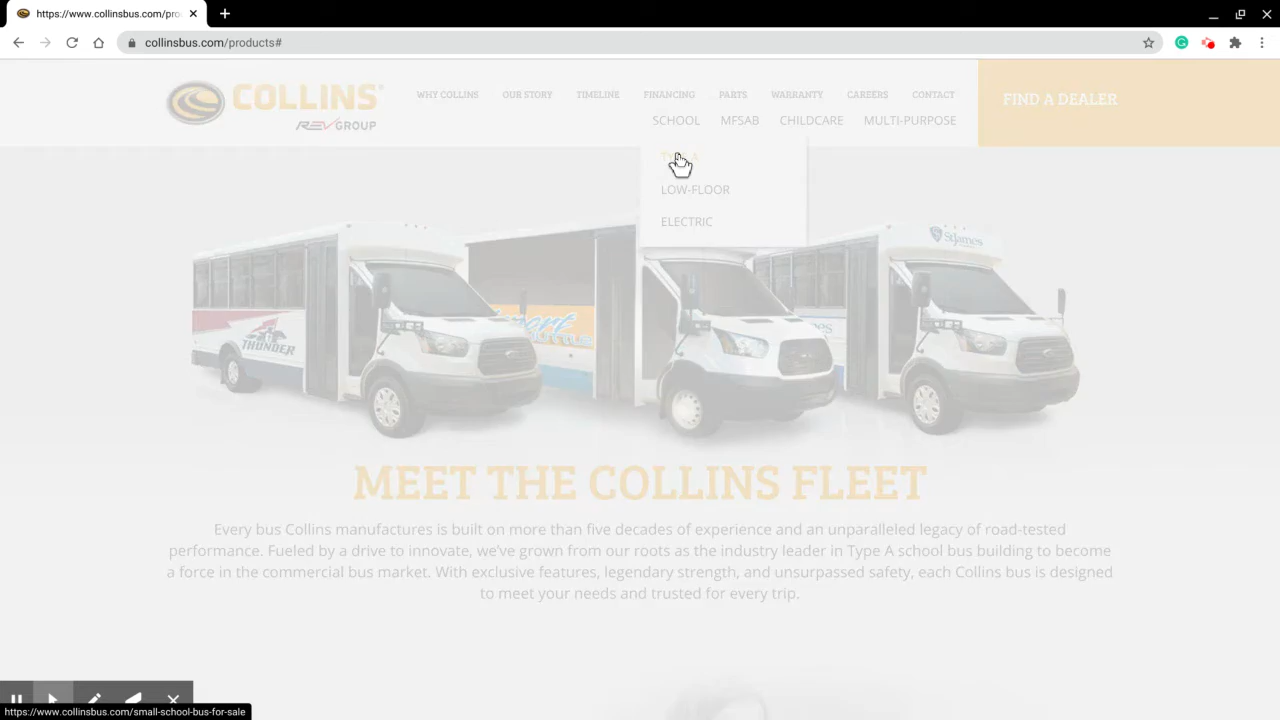 https://www.collinsbus.com/pro
collinsbus.com/products#
COLLINS
REV GROUP
WHY COLLINS OUR STORY TIMELINE FINANCING PARTS WARRANTY CAREERS CONTACT
SCHOOL MFSAB CHILDCARE MULTI-PURPOSE
FIND A DEALER
LOW-FLOOR
ELECTRIC
THUNDER
St.James
MEET THE COLLINS FLEET
Every bus Collins manufactures is built on more than five decades of experience and an unparalleled legacy of road-tested
performance. Fueled by a drive to innovate, we've grown from our roots as the industry leader in Type A school bus building to become
a force in the commercial bus market. With exclusive features, legendary strength, and unsurpassed safety, each Collins bus is designed
to meet your needs and trusted for every trip.
https://www.collinsbus.com/small-school-bus-for-sale